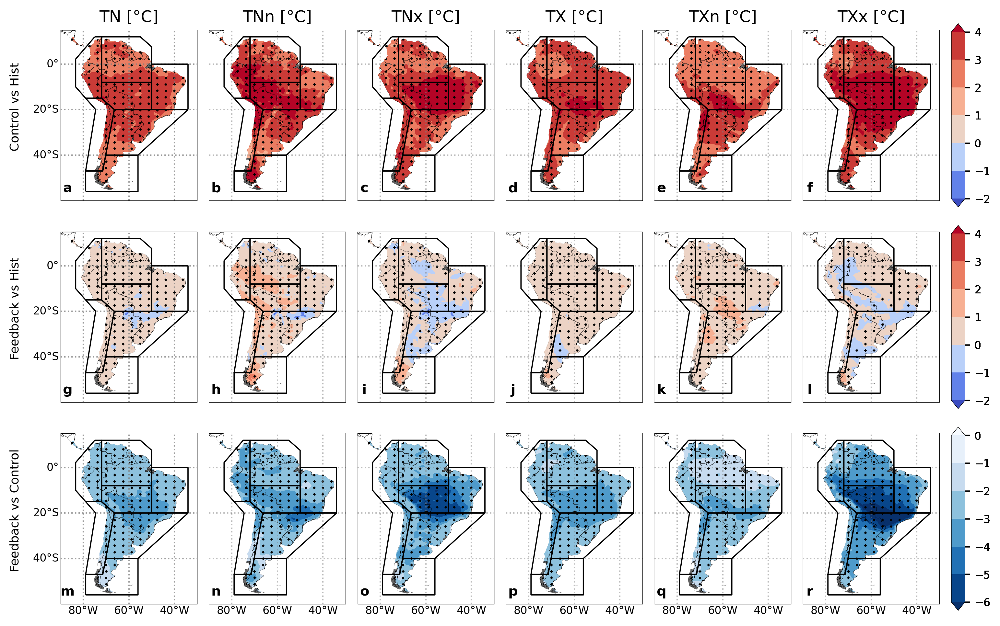 TN [°C] TNn [°C] TNx [°C] TX [°C] TXn [°C] TXx [°C]
Control vs Hist
0°
20°S
40°S
a b c d e f
4
3
2
1
0
−1
−2
Feedback vs Hist
0°
20°S
40°S
g h i j k l
4
3
2
1
0
−1
−2
Feedback vs Control
0°
20°S
40°S
m n o p q r
0
−1
−2
−3
−4
−5
−6
80°W 60°W 40°W 80°W 60°W 40°W 80°W 60°W 40°W 80°W 60°W 40°W 80°W 60°W 40°W 80°W 60°W 40°W